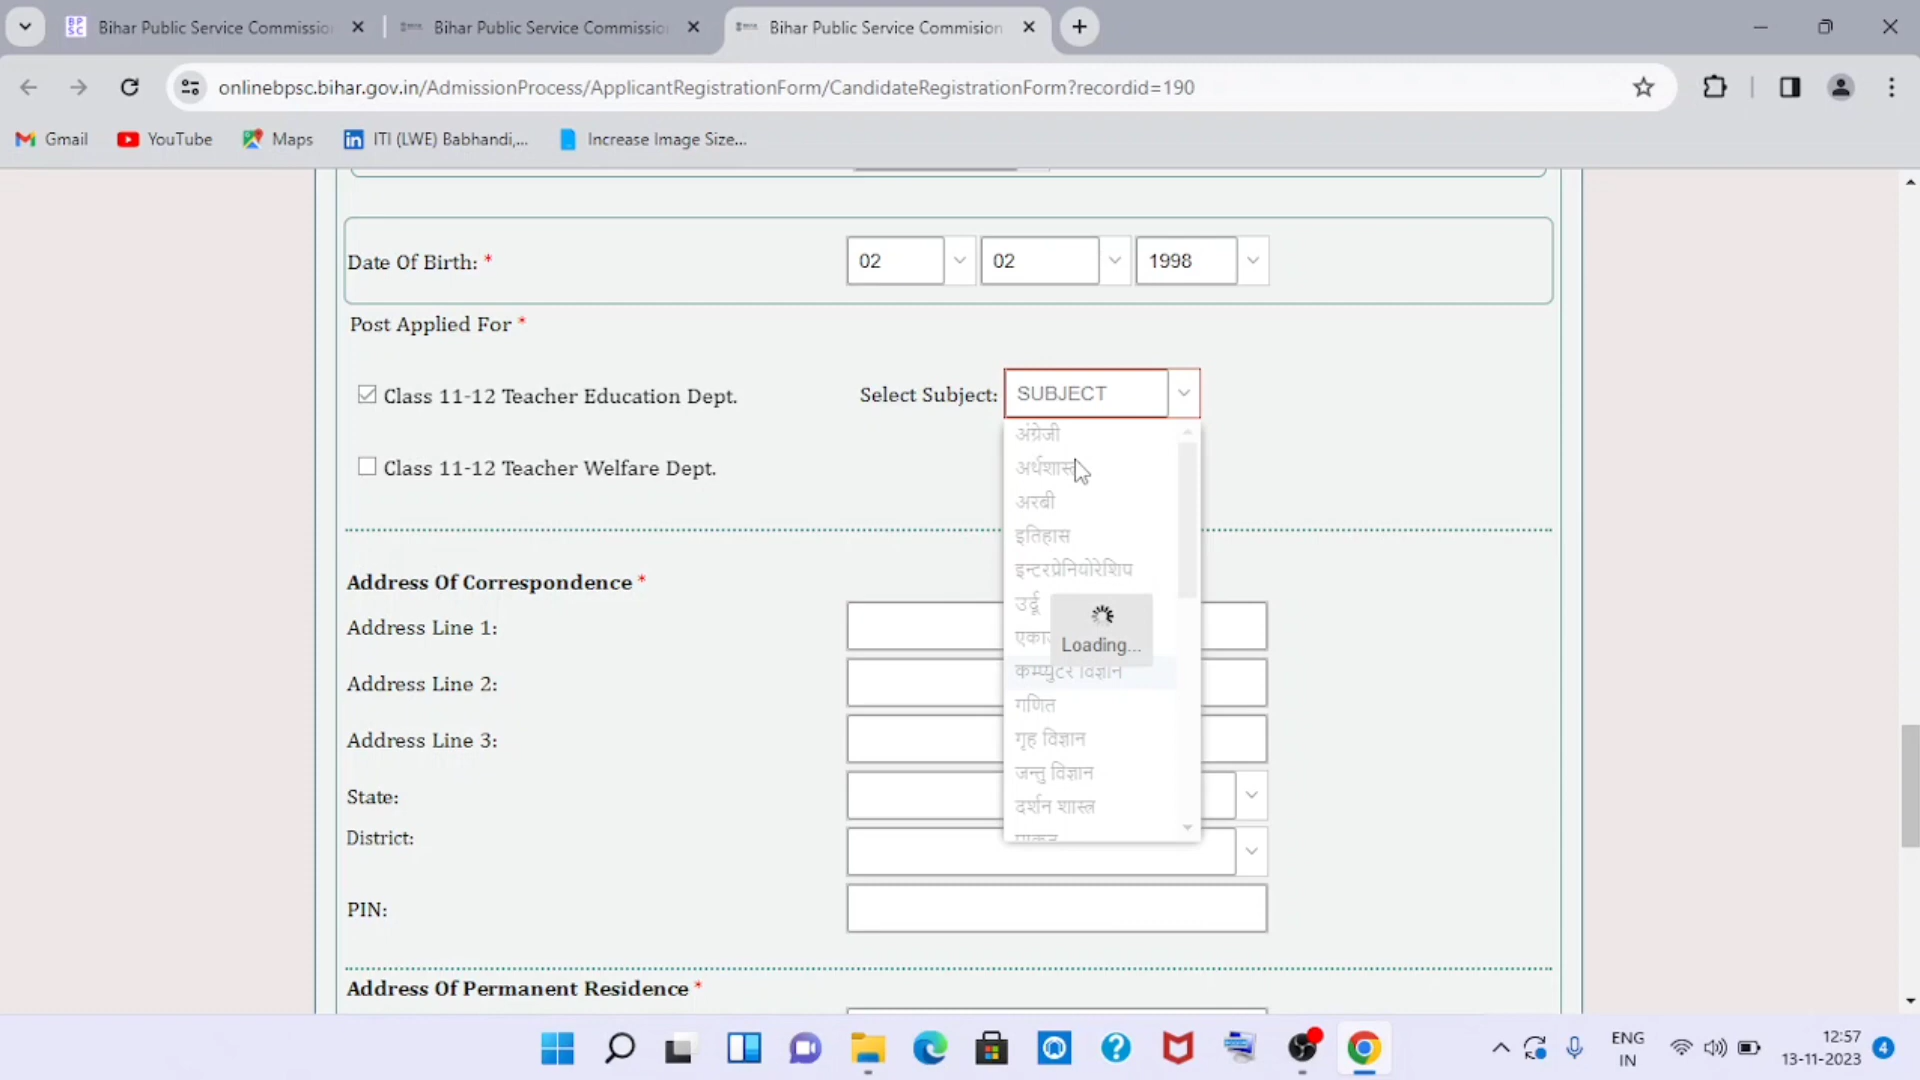 Bihar Public Service Commissio
Bihar Public Service Commissio
Bihar Public Service Commision
onlinebpsc.bihar.gov.in/AdmissionProcess/ApplicantRegistrationForm/CandidateRegistrationForm?recordid=190
Gmail YouTube Maps ITI (LWE) Babhandi,... Increase Image Size...
Date Of Birth: * 02 02 1998
Post Applied For *
Class 11-12 Teacher Education Dept. Select Subject: SUBJECT
Class 11-12 Teacher Welfare Dept.
अंग्रेजी
अरबी
इतिहास
इन्टरप्रेनियोरेशिप
उर्दू
Loading...
कम्प्युटर विज्ञान
गणित
गृह विज्ञान
जन्तु विज्ञान
दर्शन शास्त्र
Address Of Correspondence *
Address Line 1:
Address Line 2:
Address Line 3:
State:
District:
PIN:
Address Of Permanent Residence *
ENG
IN
12:57
13-11-2023
4